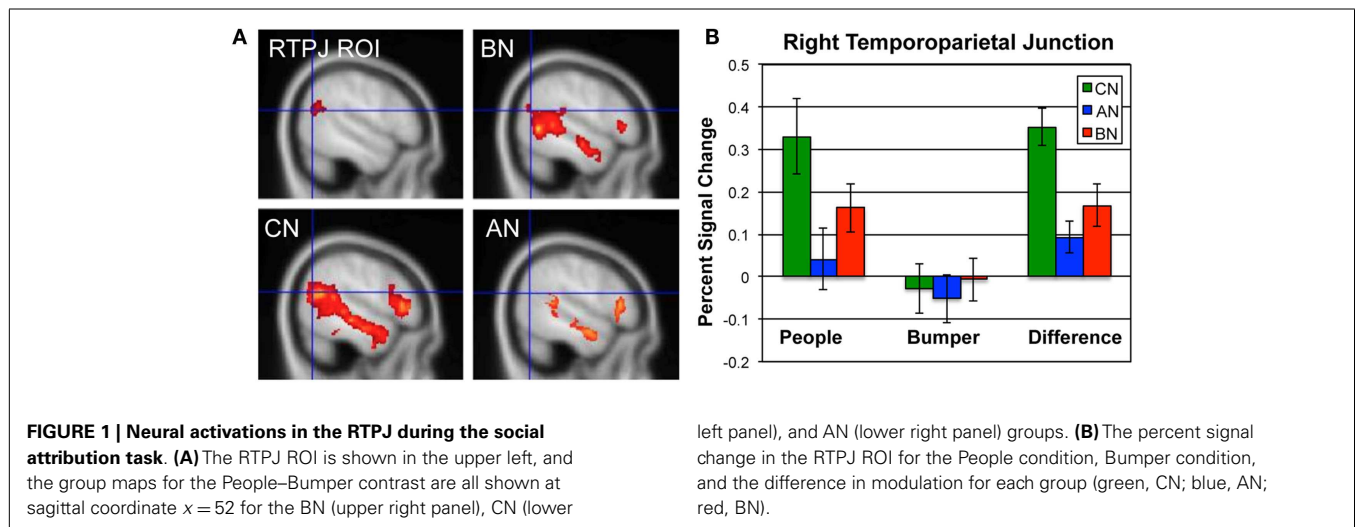 A
RTPJ ROI
BN
CN
AN
B
Right Temporoparietal Junction
Percent Signal Change
0.5
0.4
0.3
0.2
0.1
0
-0.1
-0.2
CN
AN
BN
People
Bumper
Difference
FIGURE 1 | Neural activations in the RTPJ during the social
attribution task. (A) The RTPJ ROI is shown in the upper left, and
the group maps for the People–Bumper contrast are all shown at
sagittal coordinate x = 52 for the BN (upper right panel), CN (lower
left panel), and AN (lower right panel) groups. (B) The percent signal
change in the RTPJ ROI for the People condition, Bumper condition,
and the difference in modulation for each group (green, CN; blue, AN;
red, BN).